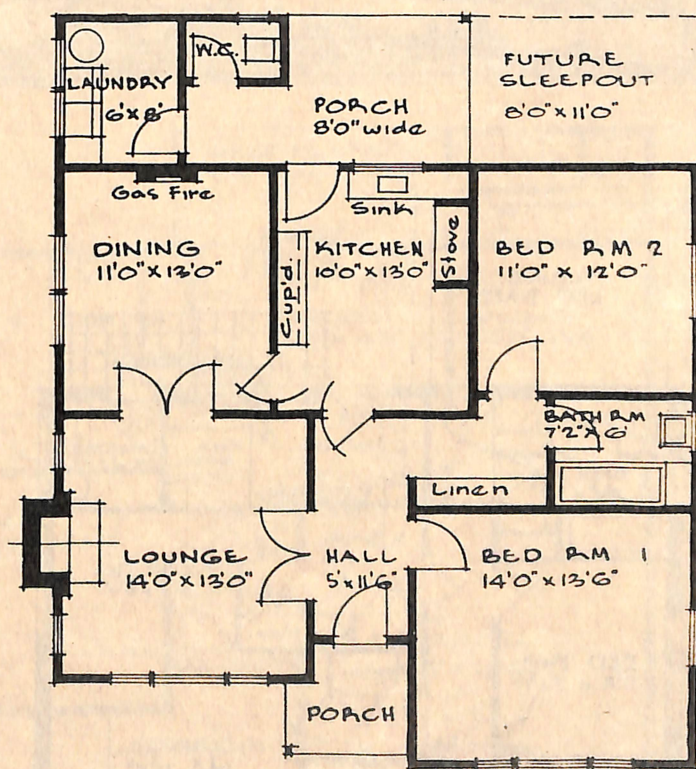 W.C.
LAUNDRY
6'x8'
PORCH
8'0" wide
FUTURE
SLEEPOUT
8'0"x11'0"
Gas Fire
Sink
DINING
11'0"x13'0"
Cup'd.
KITCHEN
10'0"x13'0"
Stove
BED RM 2
11'0" x 12'0"
BATH RM
7'2"x6'
Linen
LOUNGE
14'0"x13'0"
HALL
5'x11'6"
BED RM 1
14'0"x13'6"
PORCH